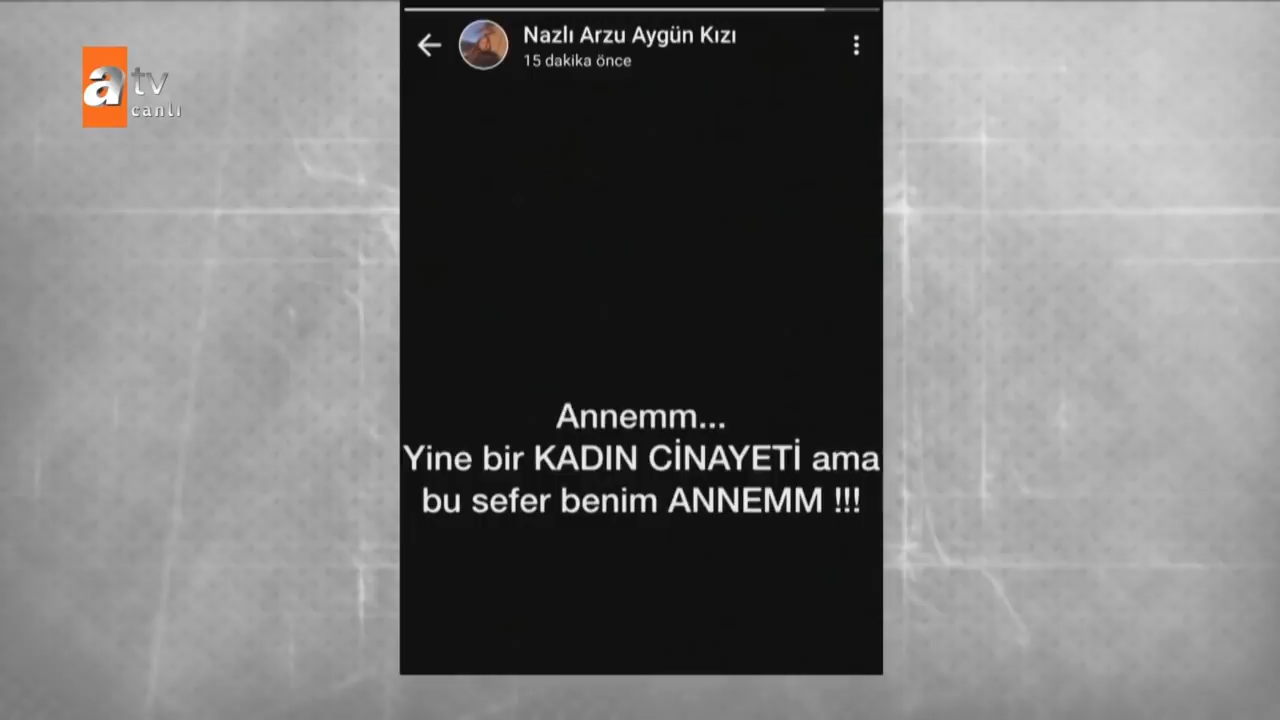 a tv
canlı
Nazlı Arzu Aygün Kızı
15 dakika önce
Annemm...
Yine bir KADIN CİNAYETİ ama
bu sefer benim ANNEMM !!!